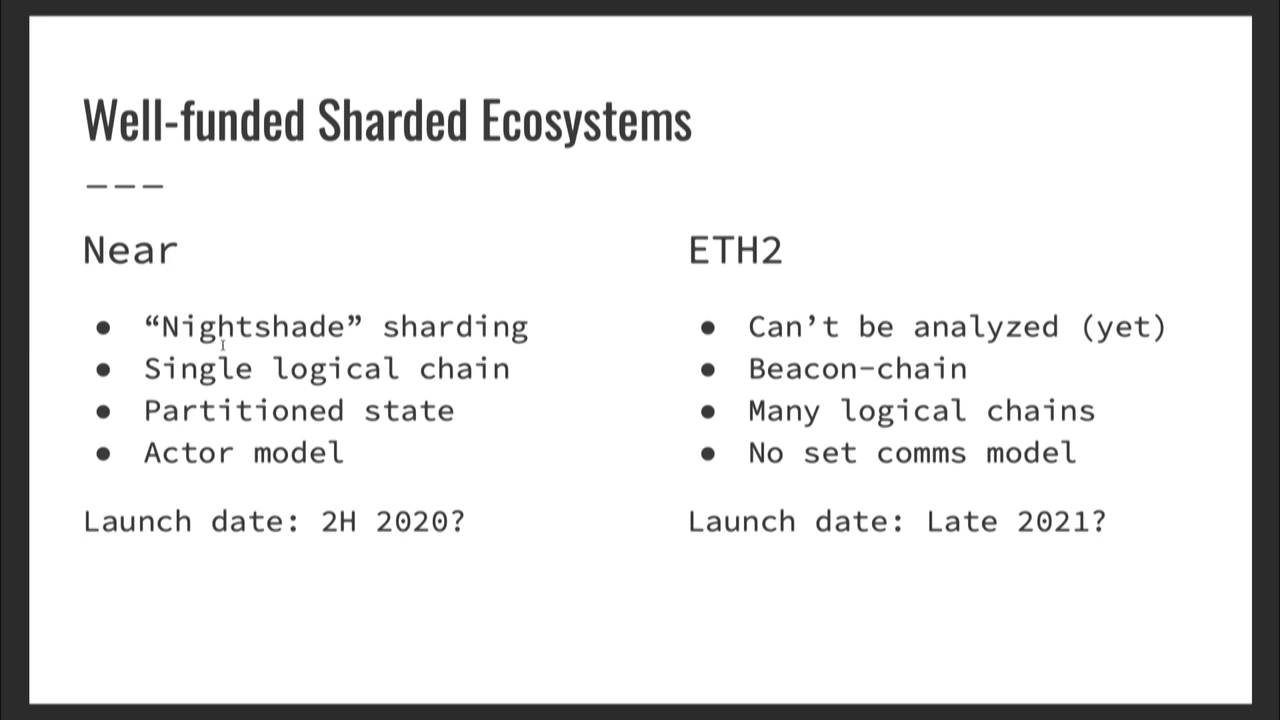 Well-funded Sharded Ecosystems
---
Near
● “Nightshade” sharding
● Single logical chain
● Partitioned state
● Actor model
Launch date: 2H 2020?
ETH2
● Can’t be analyzed (yet)
● Beacon-chain
● Many logical chains
● No set comms model
Launch date: Late 2021?